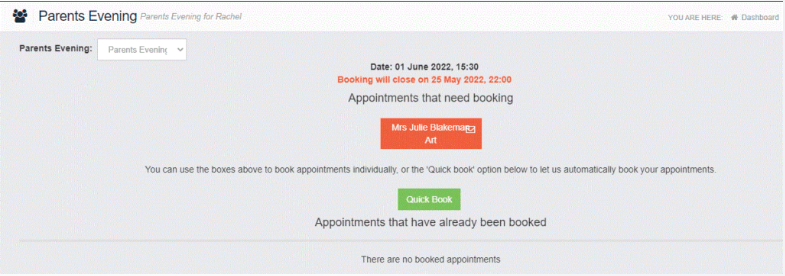 Parents Evening Parents Evening for Rachel
YOU ARE HERE: Dashboard
Parents Evening: Parents Evening
Date: 01 June 2022, 15:30
Booking will close on 25 May 2022, 22:00
Appointments that need booking
Mrs Julie Blakeman
Art
You can use the boxes above to book appointments individually, or the 'Quick book' option below to let us automatically book your appointments.
Quick Book
Appointments that have already been booked
There are no booked appointments